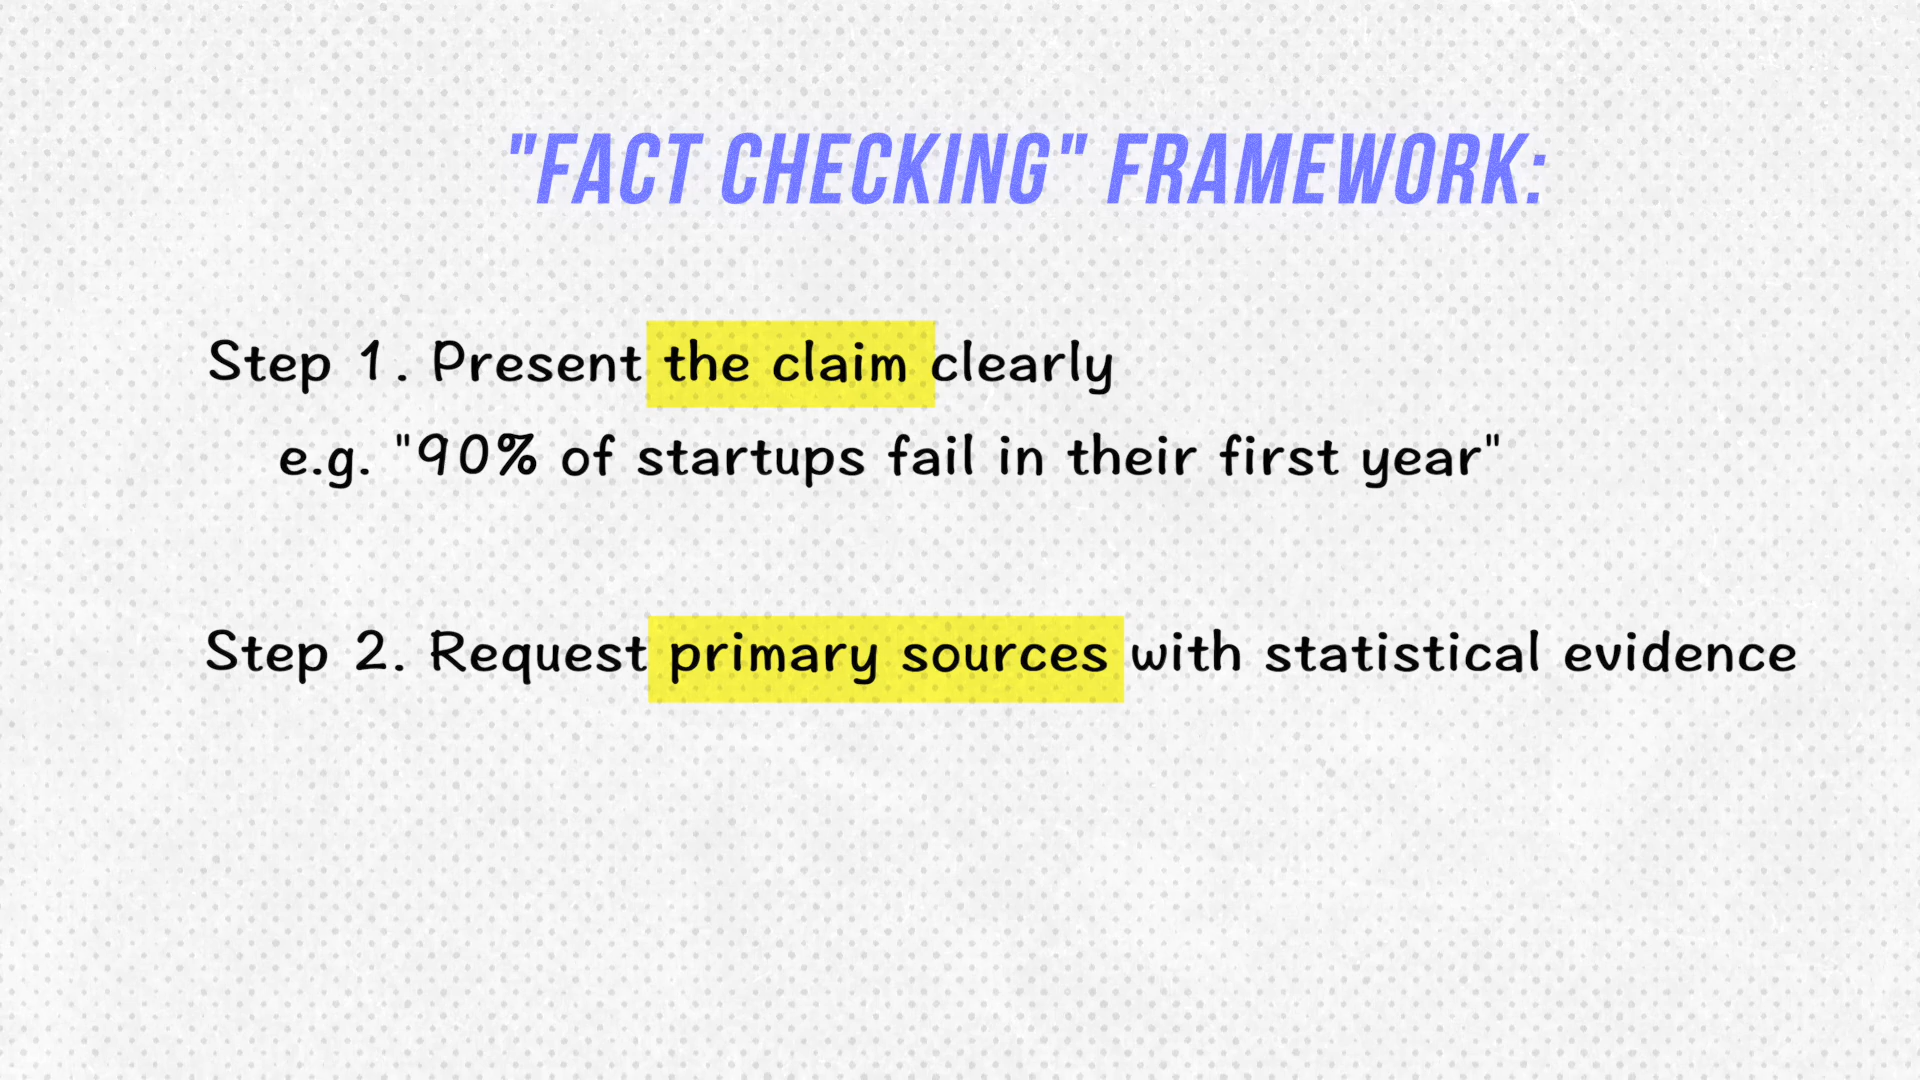 "FACT CHECKING" FRAMEWORK:
Step 1. Present the claim clearly
e.g. "90% of startups fail in their first year"
Step 2. Request primary sources with statistical evidence